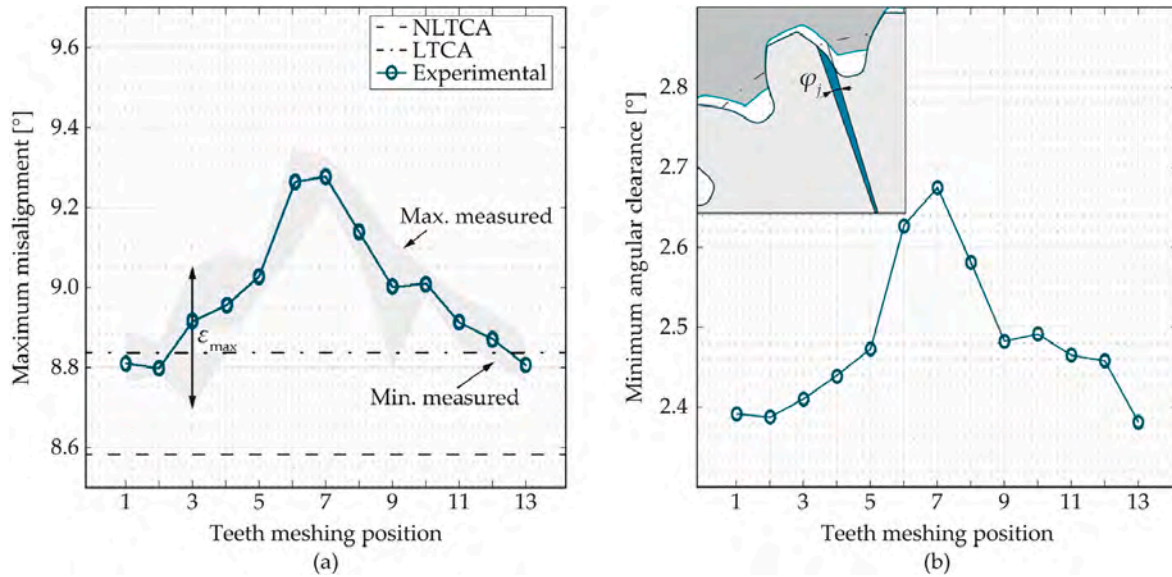 9.6
9.4
9.2
9.0
8.8
8.6
Maximum misalignment [°]
NLTCA
LTCA
Experimental
Max. measured
εmax
Min. measured
1 3 5 7 9 11 13
Teeth meshing position
(a)
2.8
2.7
2.6
2.5
2.4
Minimum angular clearance [°]
φj
1 3 5 7 9 11 13
Teeth meshing position
(b)